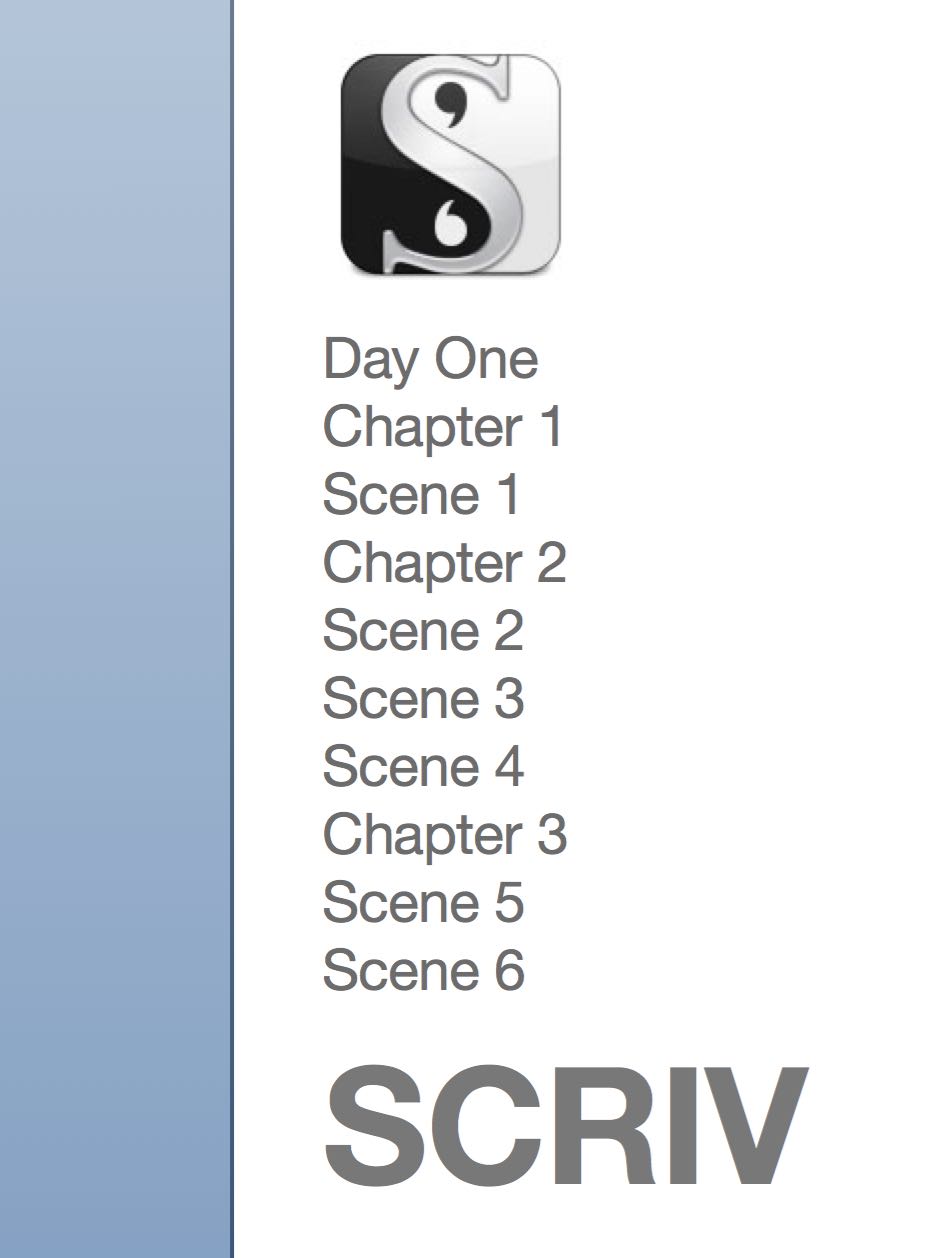 Day One
Chapter 1
Scene 1
Chapter 2
Scene 2
Scene 3
Scene 4
Chapter 3
Scene 5
Scene 6
SCRIV